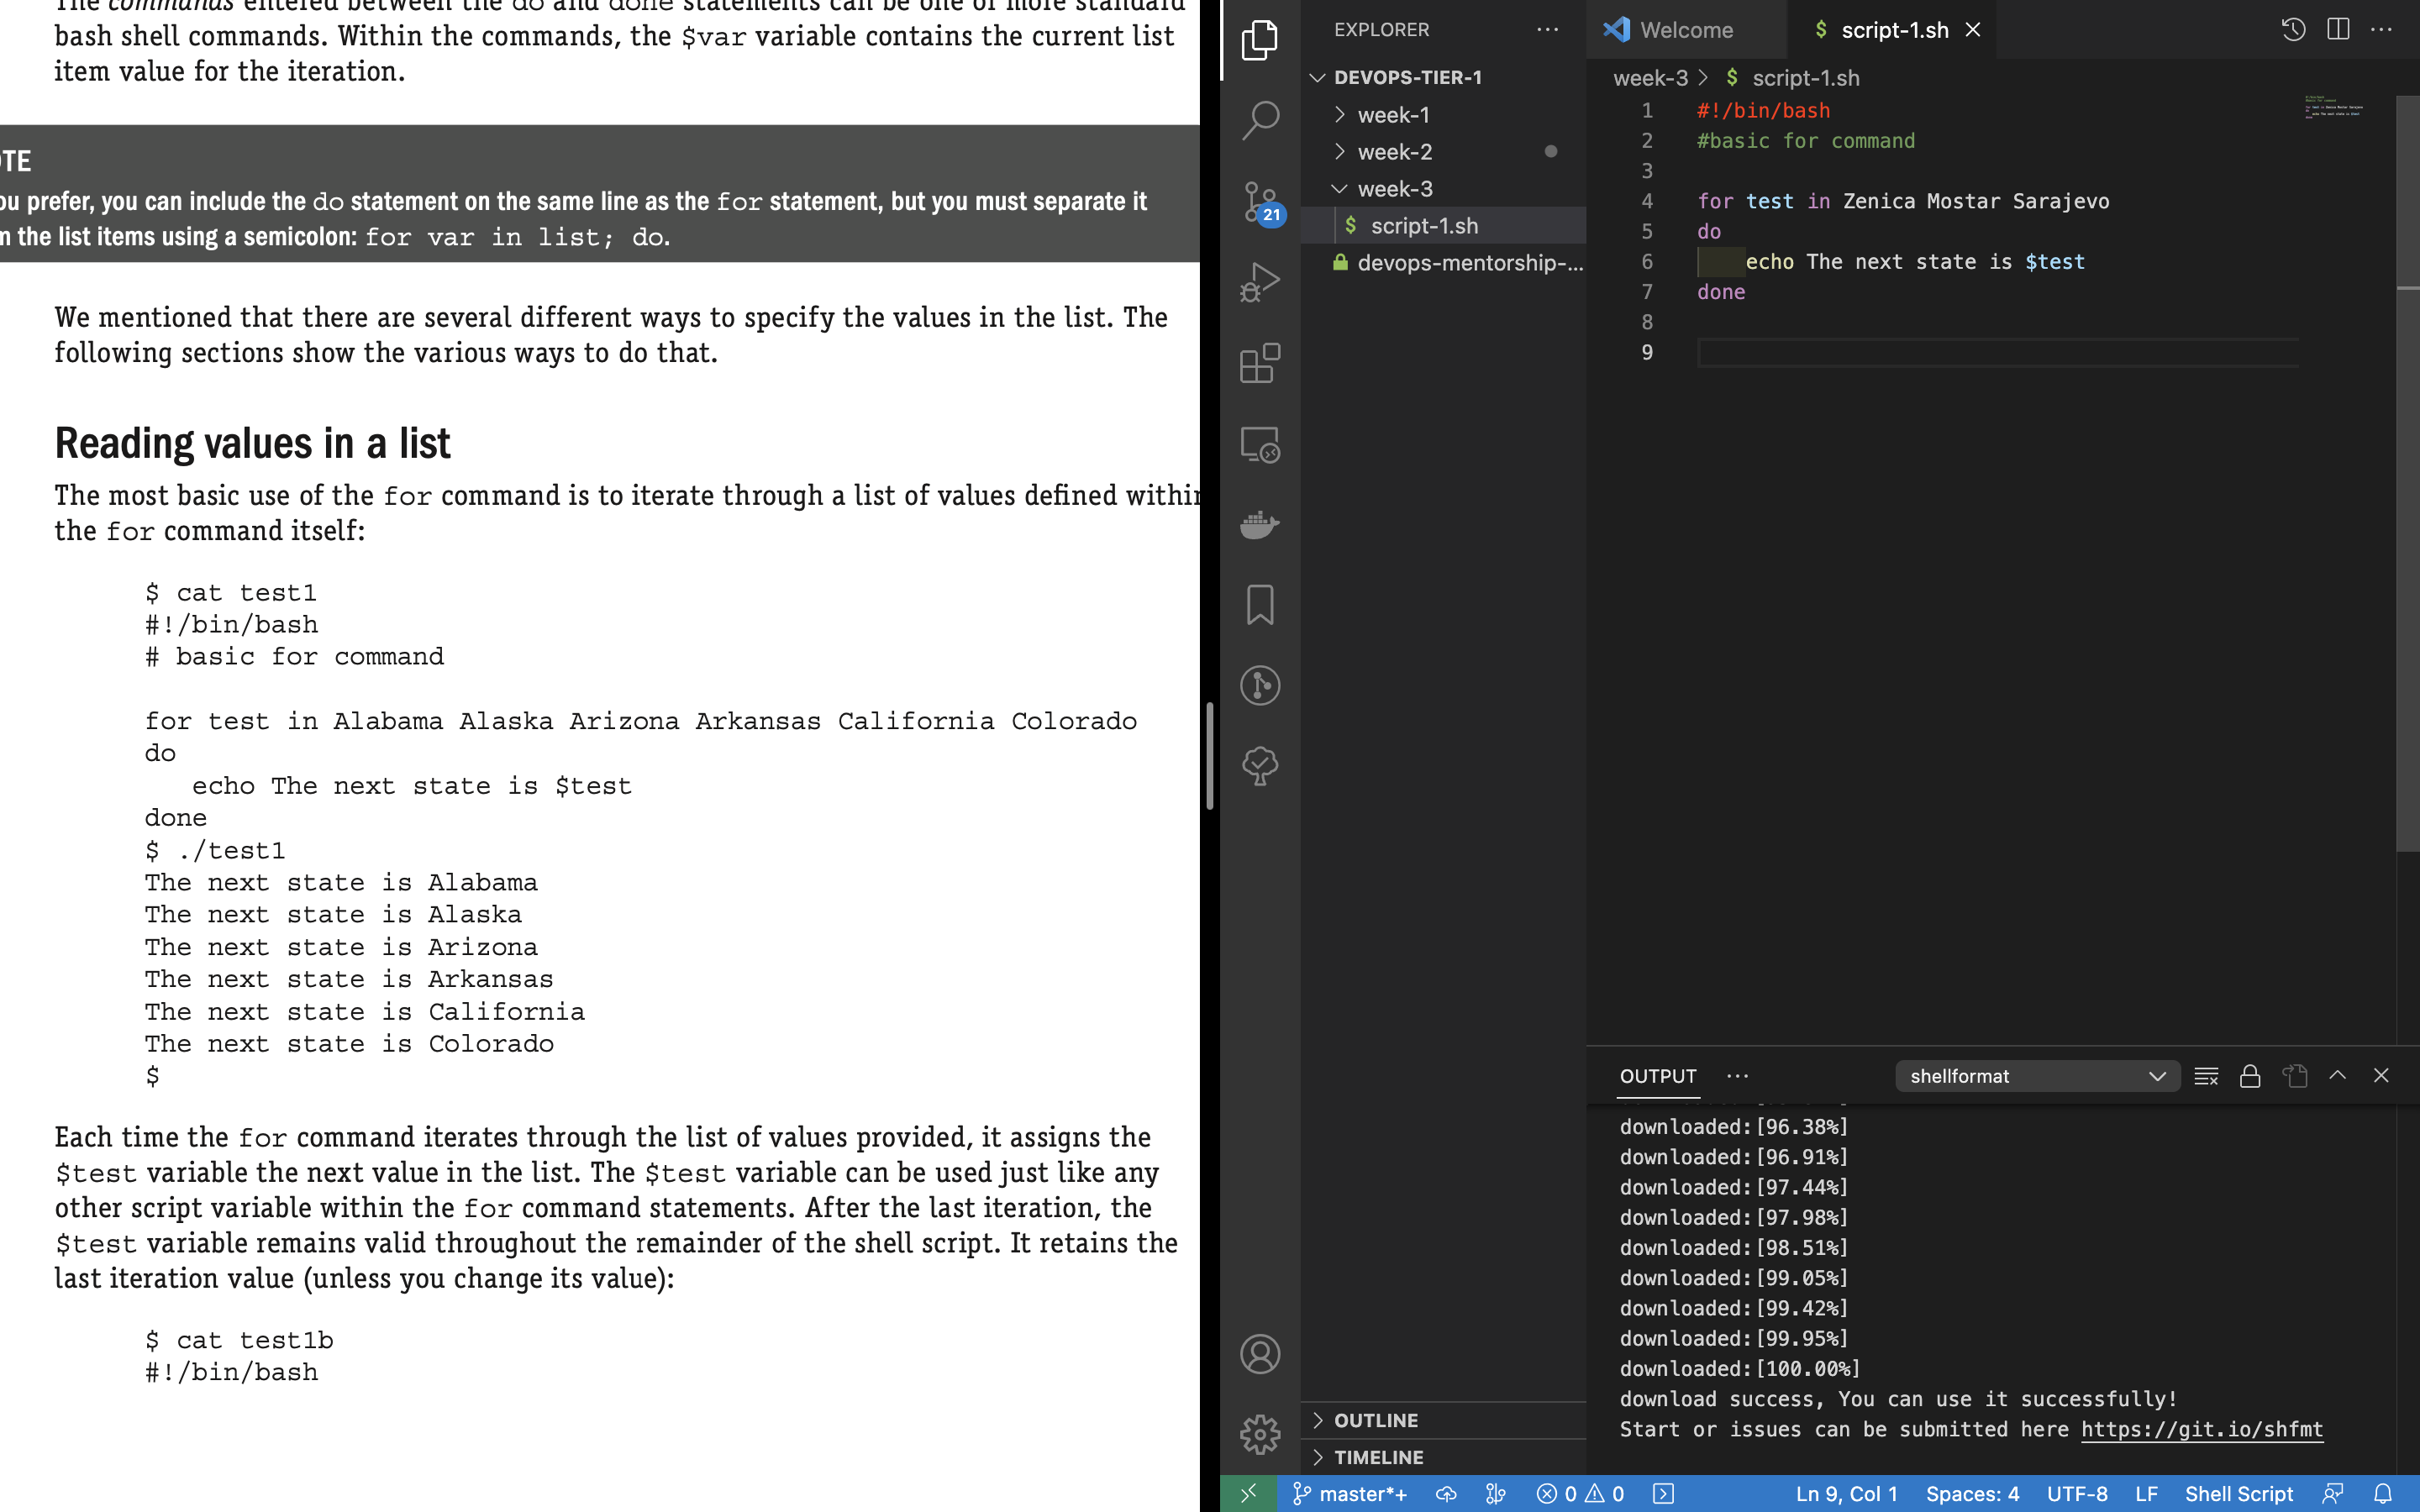 The commands entered between the do and done statements can be one or more standard
bash shell commands. Within the commands, the $var variable contains the current list
item value for the iteration.
OTE
ou prefer, you can include the do statement on the same line as the for statement, but you must separate it
m the list items using a semicolon: for var in list; do.
We mentioned that there are several different ways to specify the values in the list. The
following sections show the various ways to do that.
Reading values in a list
The most basic use of the for command is to iterate through a list of values defined within
the for command itself:
$ cat test1
#!/bin/bash
# basic for command
for test in Alabama Alaska Arizona Arkansas California Colorado
do
echo The next state is $test
done
$ ./test1
The next state is Alabama
The next state is Alaska
The next state is Arizona
The next state is Arkansas
The next state is California
The next state is Colorado
$
Each time the for command iterates through the list of values provided, it assigns the
$test variable the next value in the list. The $test variable can be used just like any
other script variable within the for command statements. After the last iteration, the
$test variable remains valid throughout the remainder of the shell script. It retains the
last iteration value (unless you change its value):
$ cat test1b
#!/bin/bash
21
EXPLORER
DEVOPS-TIER-1
week-1
week-2
week-3
$ script-1.sh
devops-mentorship-...
OUTLINE
TIMELINE
Welcome
$ script-1.sh
week-3 > $ script-1.sh
1 #!/bin/bash
2 #basic for command
3
4 for test in Zenica Mostar Sarajevo
5 do
6 echo The next state is $test
7 done
8
9
OUTPUT
shellformat
downloaded:[96.38%]
downloaded:[96.91%]
downloaded:[97.44%]
downloaded:[97.98%]
downloaded:[98.51%]
downloaded:[99.05%]
downloaded:[99.42%]
downloaded:[99.95%]
downloaded:[100.00%]
download success, You can use it successfully!
Start or issues can be submitted here https://git.io/shfmt
master*+ 0 0 Ln 9, Col 1 Spaces: 4 UTF-8 LF Shell Script